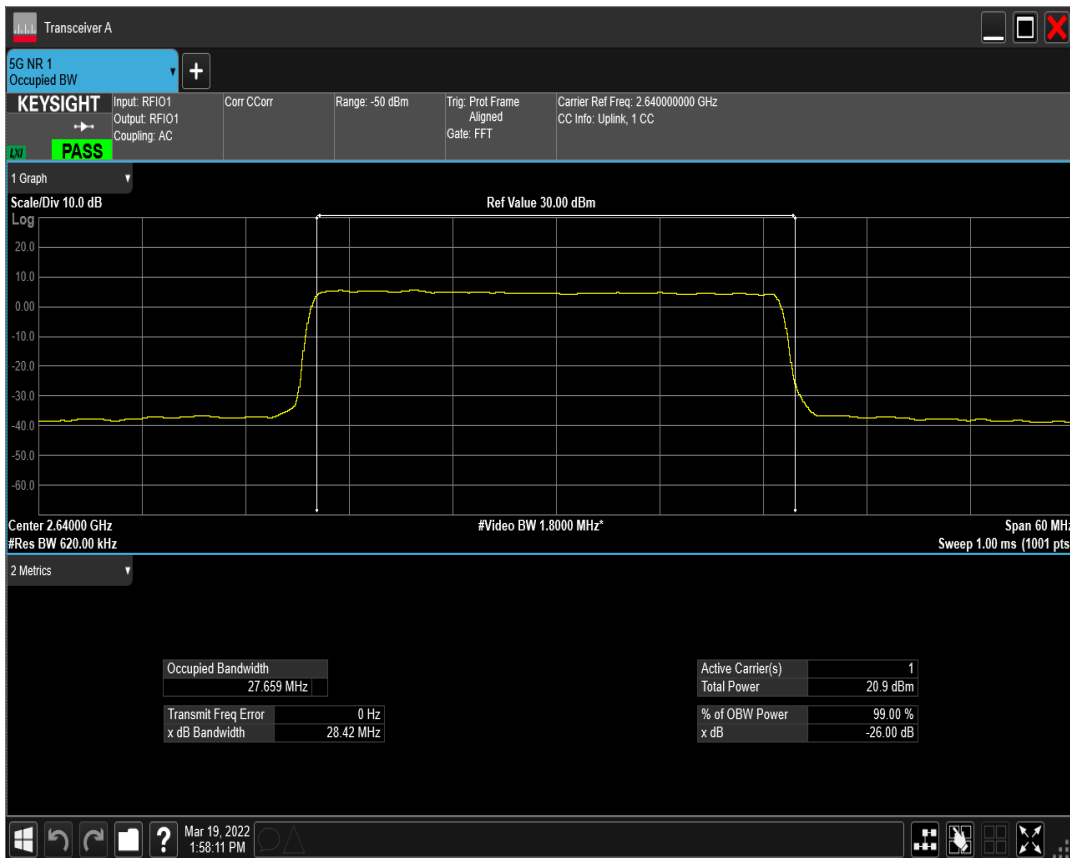 Transceiver A
5G NR 1
Occupied BW
+
KEYSIGHT
LXI
PASS
Input: RFIO1
Output: RFIO1
Coupling: AC
Corr CCorr
Range: -50 dBm
Trig: Prot Frame
Aligned
Gate: FFT
Carrier Ref Freq: 2.640000000 GHz
CC Info: Uplink, 1 CC
1 Graph
Scale/Div 10.0 dB
Ref Value 30.00 dBm
Log
20.0
10.0
0.00
-10.0
-20.0
-30.0
-40.0
-50.0
-60.0
Center 2.64000 GHz
#Video BW 1.8000 MHz*
Span 60 MHz
#Res BW 620.00 kHz
Sweep 1.00 ms (1001 pts
2 Metrics
Occupied Bandwidth
27.659 MHz
Transmit Freq Error 0 Hz
x dB Bandwidth 28.42 MHz
Active Carrier(s) 1
Total Power 20.9 dBm
% of OBW Power 99.00 %
x dB -26.00 dB
?
Mar 19, 2022
1:58:11 PM